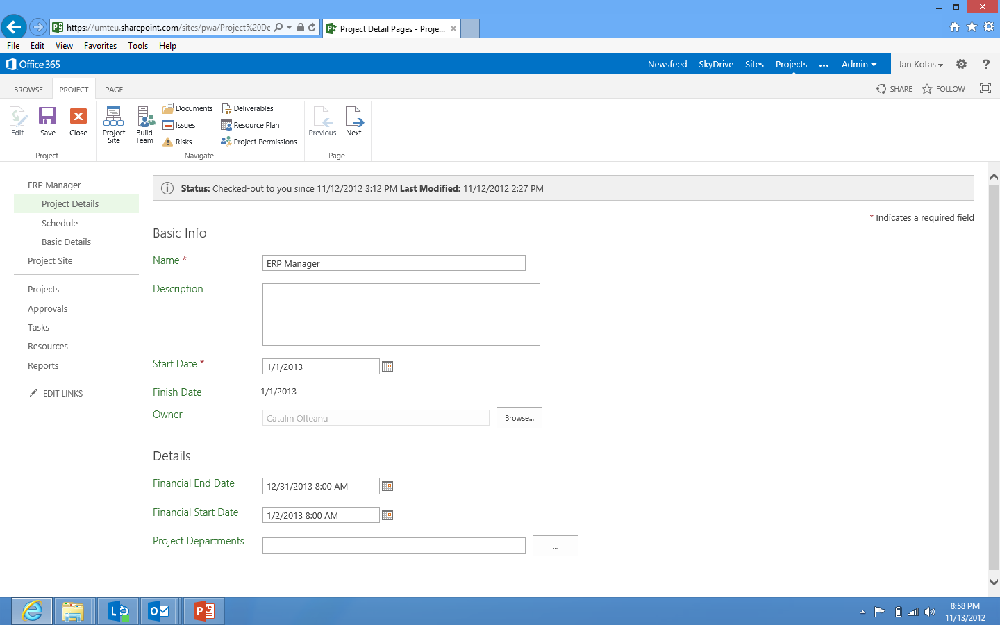 https://umteu.sharepoint.com/sites/pwa/Project%20De
Project Detail Pages - Proje...
File Edit View Favorites Tools Help
Office 365
Newsfeed SkyDrive Sites Projects ... Admin Jan Kotas ?
BROWSE PROJECT PAGE
SHARE FOLLOW
Edit Save Close
Project Site
Build Team
Documents
Issues
Risks
Deliverables
Resource Plan
Project Permissions
Previous Next
Project Navigate Page
ERP Manager
Project Details
Schedule
Basic Details
Project Site
Projects
Approvals
Tasks
Resources
Reports
EDIT LINKS
Status: Checked-out to you since 11/12/2012 3:12 PM Last Modified: 11/12/2012 2:27 PM
* Indicates a required field
Basic Info
Name * ERP Manager
Description
Start Date * 1/1/2013
Finish Date 1/1/2013
Owner Catalin Olteanu Browse...
Details
Financial End Date 12/31/2013 8:00 AM
Financial Start Date 1/2/2013 8:00 AM
Project Departments ...
8:58 PM
11/13/2012